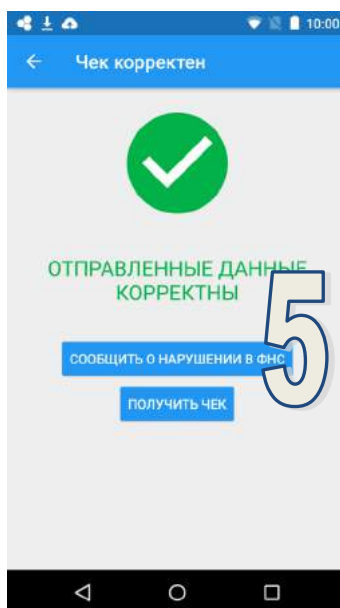 10:00
Чек корректен
ОТПРАВЛЕННЫЕ ДАННЫЕ
КОРРЕКТНЫ
5
СООБЩИТЬ О НАРУШЕНИИ В ФНС
ПОЛУЧИТЬ ЧЕК